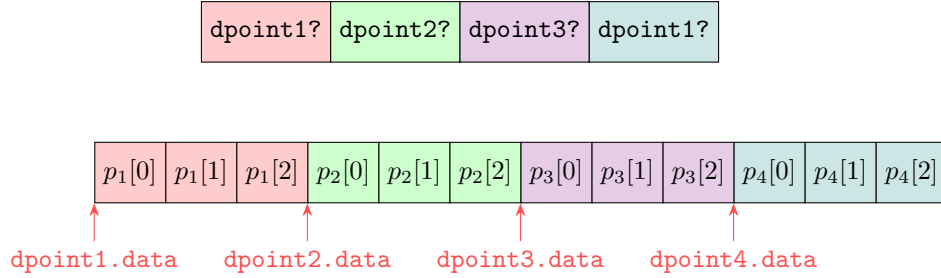 dpoint1? dpoint2? dpoint3? dpoint1?
p₁[0] p₁[1] p₁[2] p₂[0] p₂[1] p₂[2] p₃[0] p₃[1] p₃[2] p₄[0] p₄[1] p₄[2]
dpoint1.data dpoint2.data dpoint3.data dpoint4.data